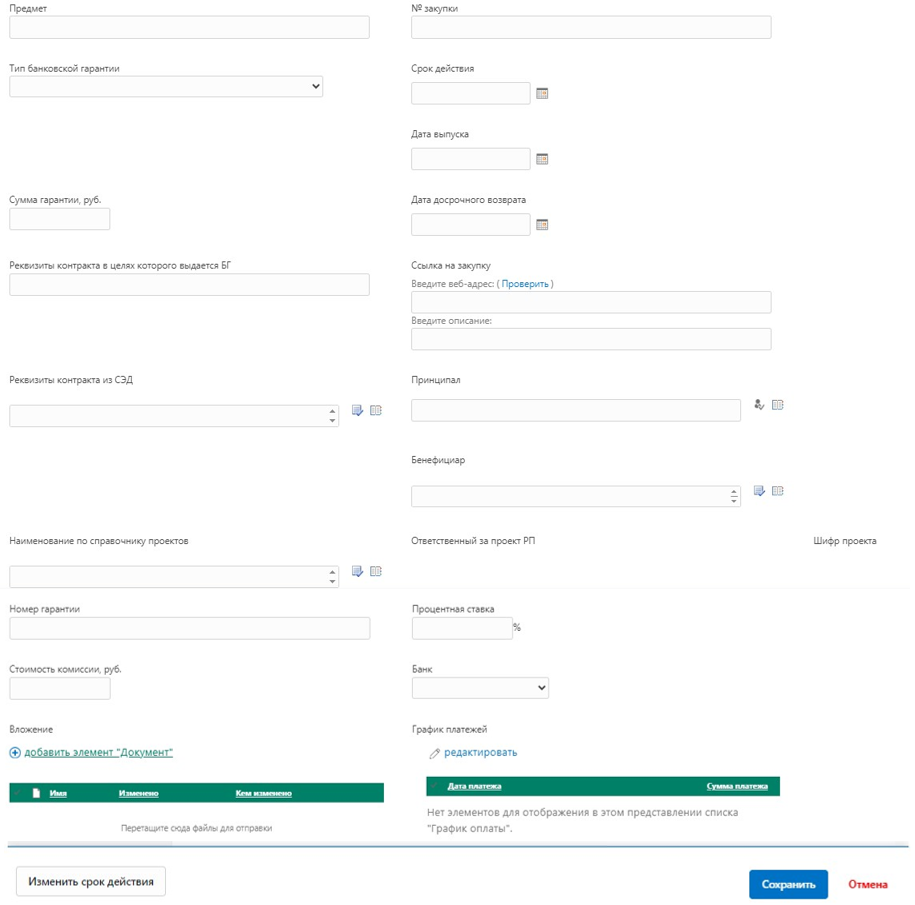 Предмет
№ закупки
Тип банковской гарантии
Срок действия
Дата выпуска
Сумма гарантии, руб.
Дата досрочного возврата
Реквизиты контракта в целях которого выдается БГ
Ссылка на закупку
Введите веб-адрес: ( Проверить )
Введите описание:
Реквизиты контракта из СЭД
Принципал
Бенефициар
Наименование по справочнику проектов
Ответственный за проект РП
Шифр проекта
Номер гарантии
Процентная ставка
%
Стоимость комиссии, руб.
Банк
Вложение
График платежей
добавить элемент "Документ"
редактировать
Имя Изменено Кем изменено
Дата платежа Сумма платежа
Перетащите сюда файлы для отправки
Нет элементов для отображения в этом представлении списка
"График оплаты".
Изменить срок действия
Сохранить
Отмена